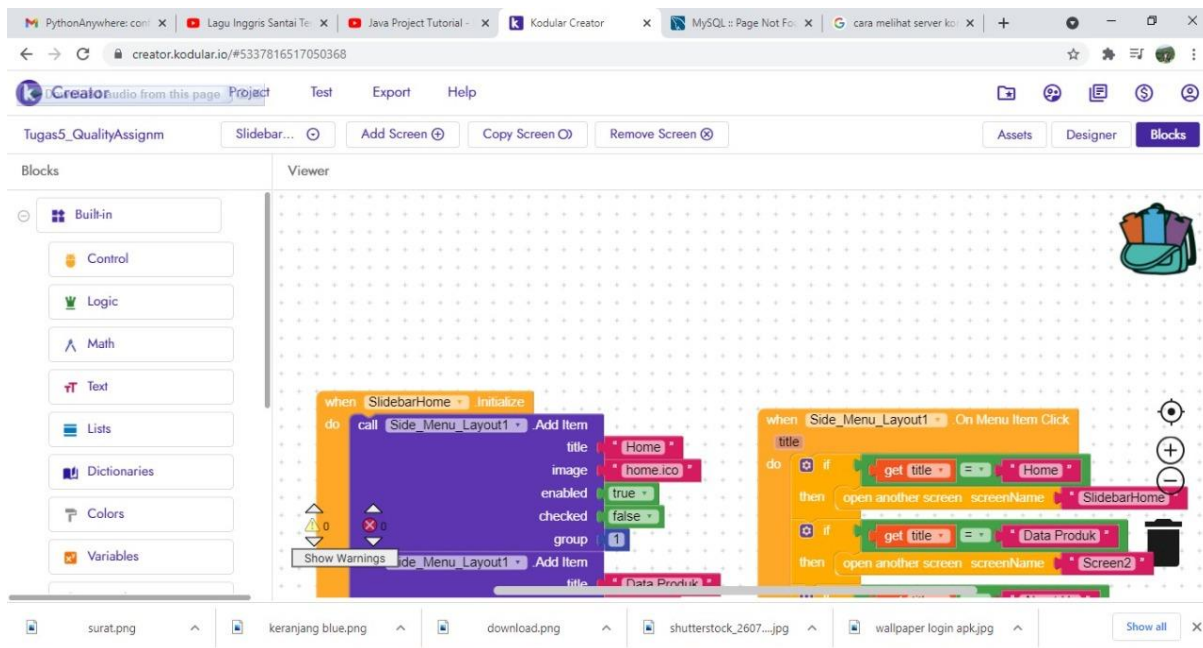 PythonAnywhere: conf
Lagu Inggris Santai Te
Java Project Tutorial -
Kodular Creator
MySQL :: Page Not Fo
cara melihat server ko
creator.kodular.io/#5337816517050368
Creator
audio from this page
Project
Test
Export
Help
Tugas5_QualityAssignm
Slidebar...
Add Screen
Copy Screen
Remove Screen
Assets
Designer
Blocks
Blocks
Viewer
Built-in
Control
Logic
Math
Text
Lists
Dictionaries
Colors
Variables
when SlidebarHome .Initialize
do call Side_Menu_Layout1 .Add Item
title " Home "
image " home.ico "
enabled true
checked false
group 1
Side_Menu_Layout1 .Add Item
title " Data Produk "
0
0
Show Warnings
when Side_Menu_Layout1 .On Menu Item Click
title
do if get title = " Home "
then open another screen screenName " SlidebarHome "
if get title = " Data Produk "
then open another screen screenName " Screen2 "
surat.png
keranjang blue.png
download.png
shutterstock_2607....jpg
wallpaper login apk.jpg
Show all